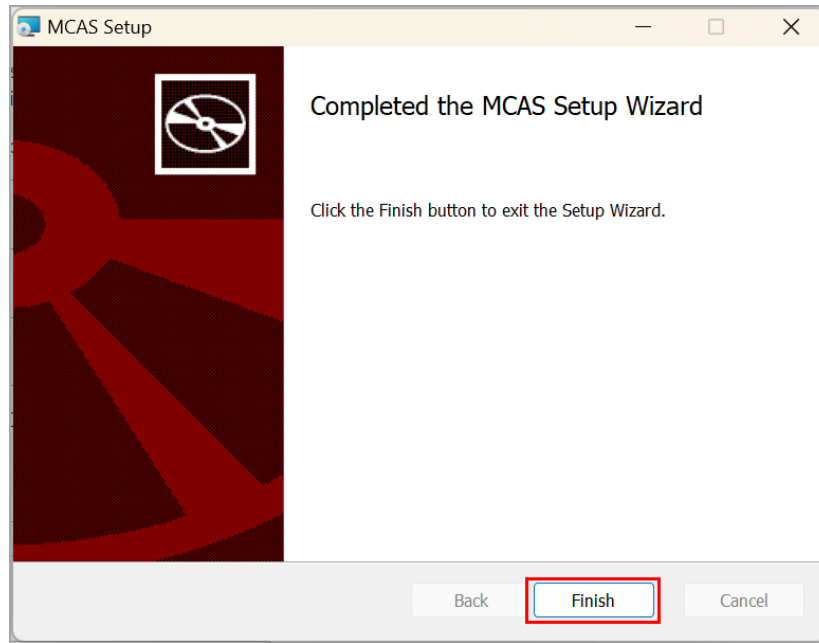 MCAS Setup
Completed the MCAS Setup Wizard
Click the Finish button to exit the Setup Wizard.
Back
Finish
Cancel